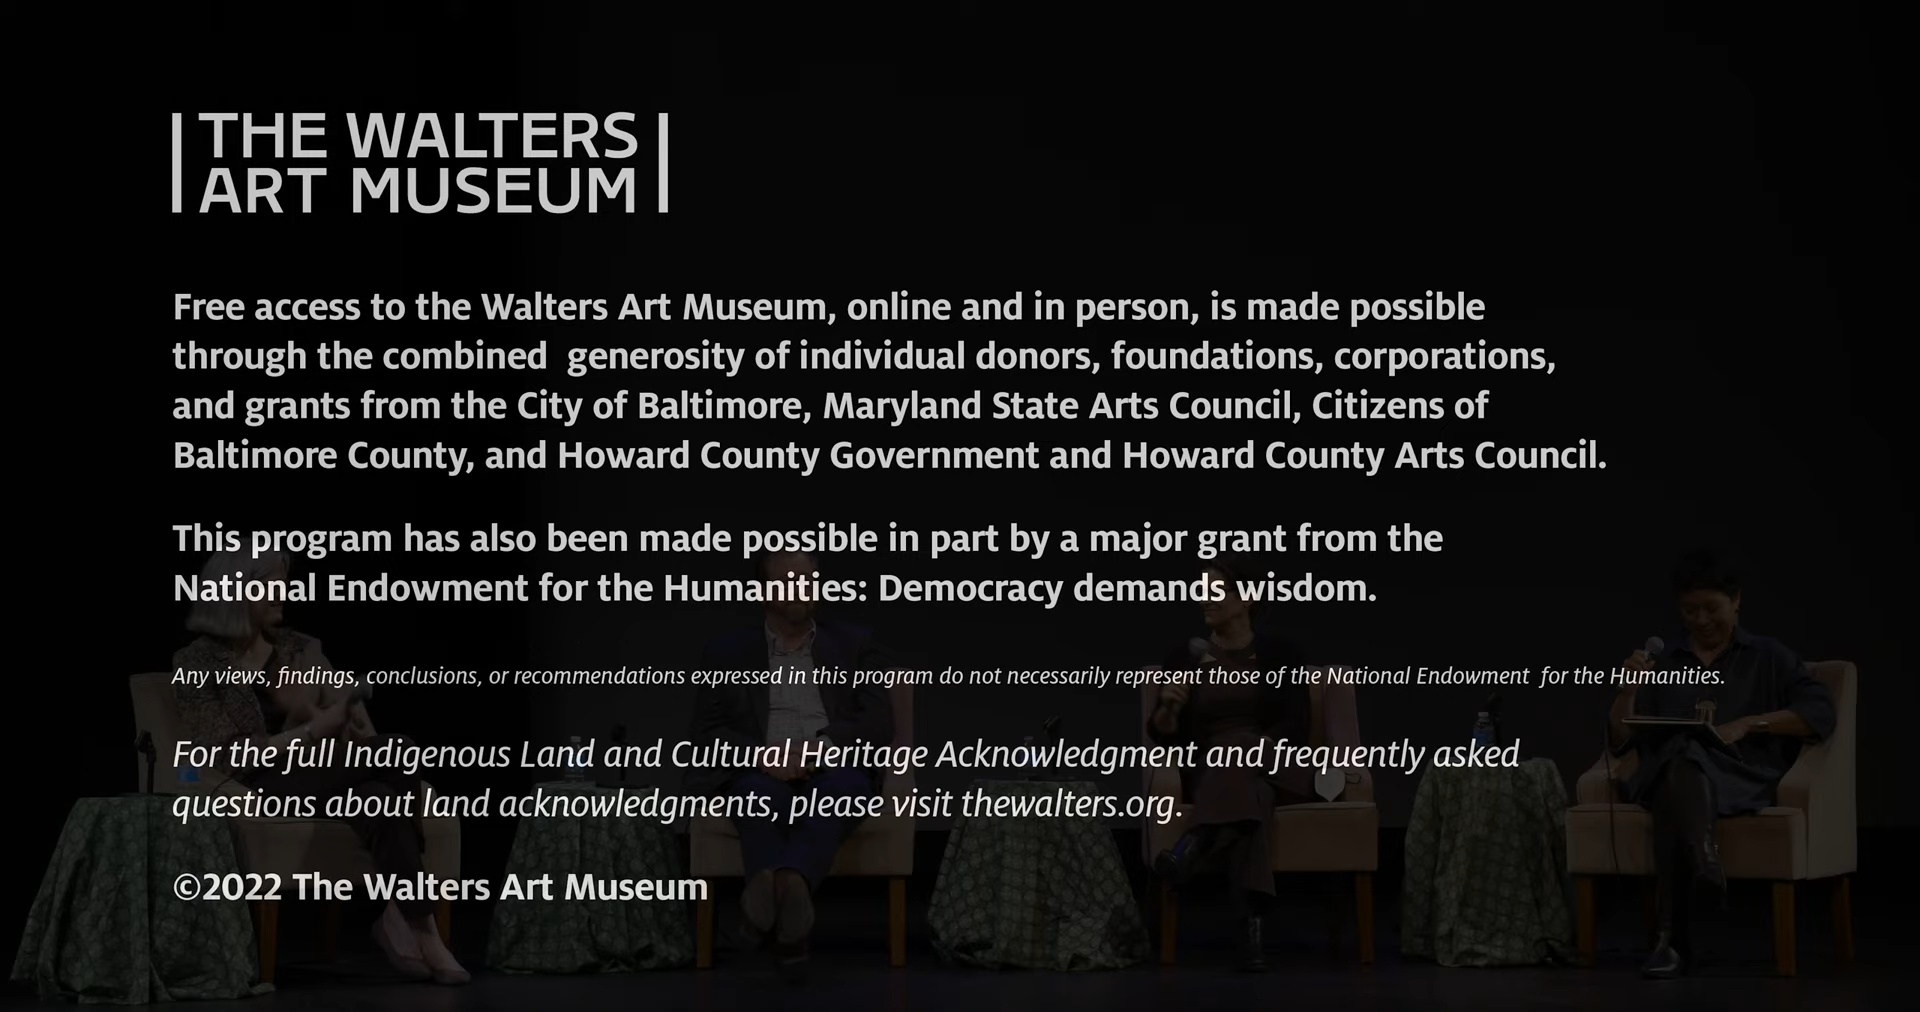 THE WALTERS
ART MUSEUM
Free access to the Walters Art Museum, online and in person, is made possible
through the combined  generosity of individual donors, foundations, corporations,
and grants from the City of Baltimore, Maryland State Arts Council, Citizens of
Baltimore County, and Howard County Government and Howard County Arts Council.
This program has also been made possible in part by a major grant from the
National Endowment for the Humanities: Democracy demands wisdom.
Any views, findings, conclusions, or recommendations expressed in this program do not necessarily represent those of the National Endowment  for the Humanities.
For the full Indigenous Land and Cultural Heritage Acknowledgment and frequently asked
questions about land acknowledgments, please visit thewalters.org.
©2022 The Walters Art Museum